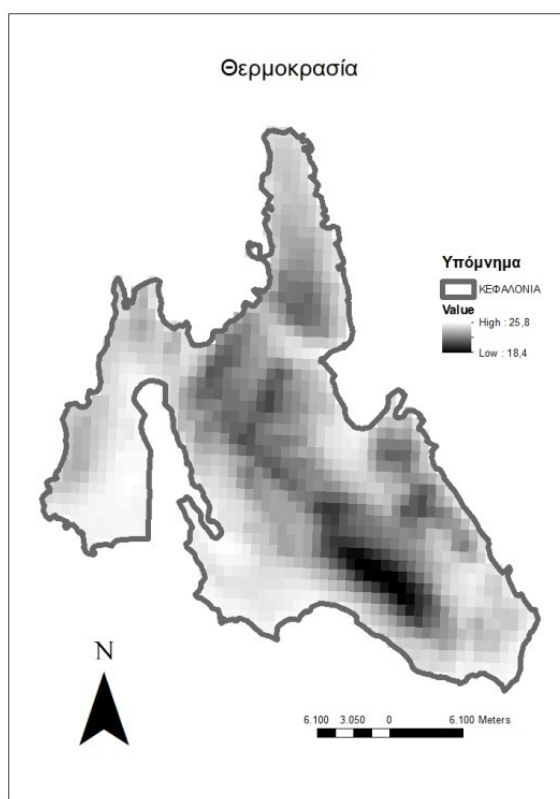 Θερμοκρασία
Υπόμνημα
ΚΕΦΑΛΟΝΙΑ
Value
High : 25,8
Low : 18,4
N
6.100 3.050 0 6.100 Meters